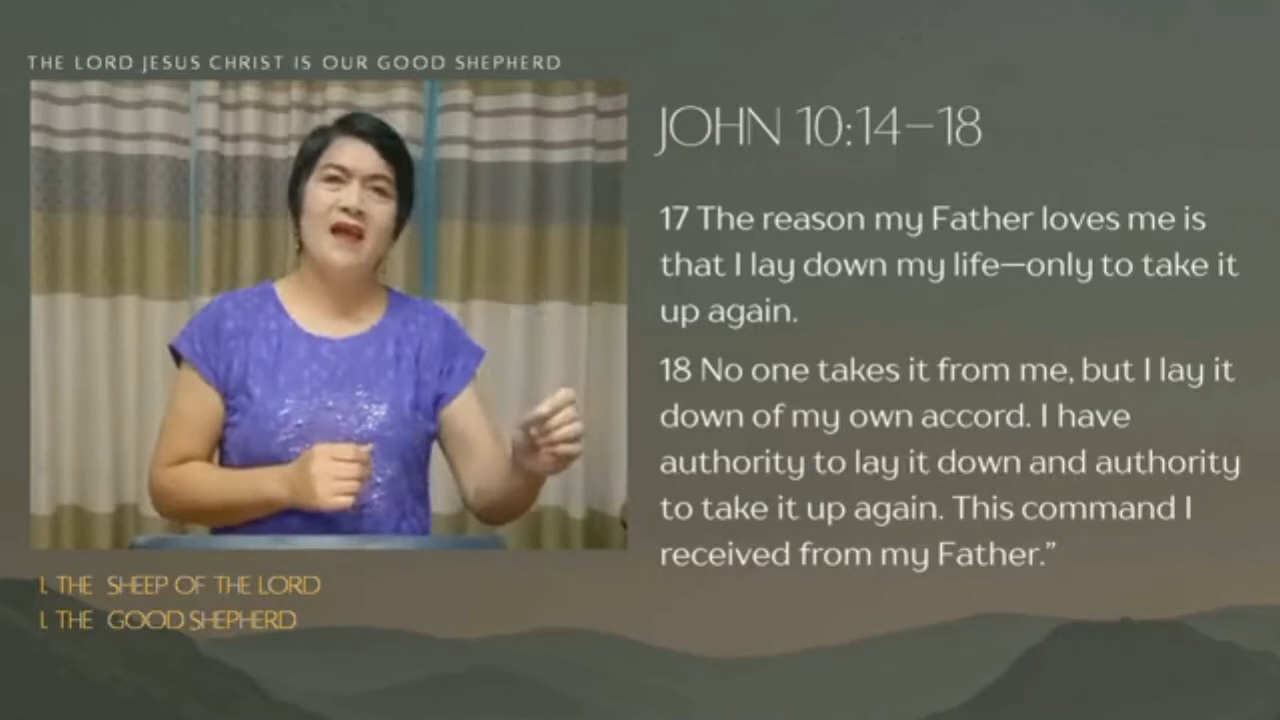 THE LORD JESUS CHRIST IS OUR GOOD SHEPHERD
JOHN 10:14–18
17 The reason my Father loves me is
that I lay down my life—only to take it
up again.
18 No one takes it from me, but I lay it
down of my own accord. I have
authority to lay it down and authority
to take it up again. This command I
received from my Father.”
I. THE SHEEP OF THE LORD
I. THE GOOD SHEPHERD